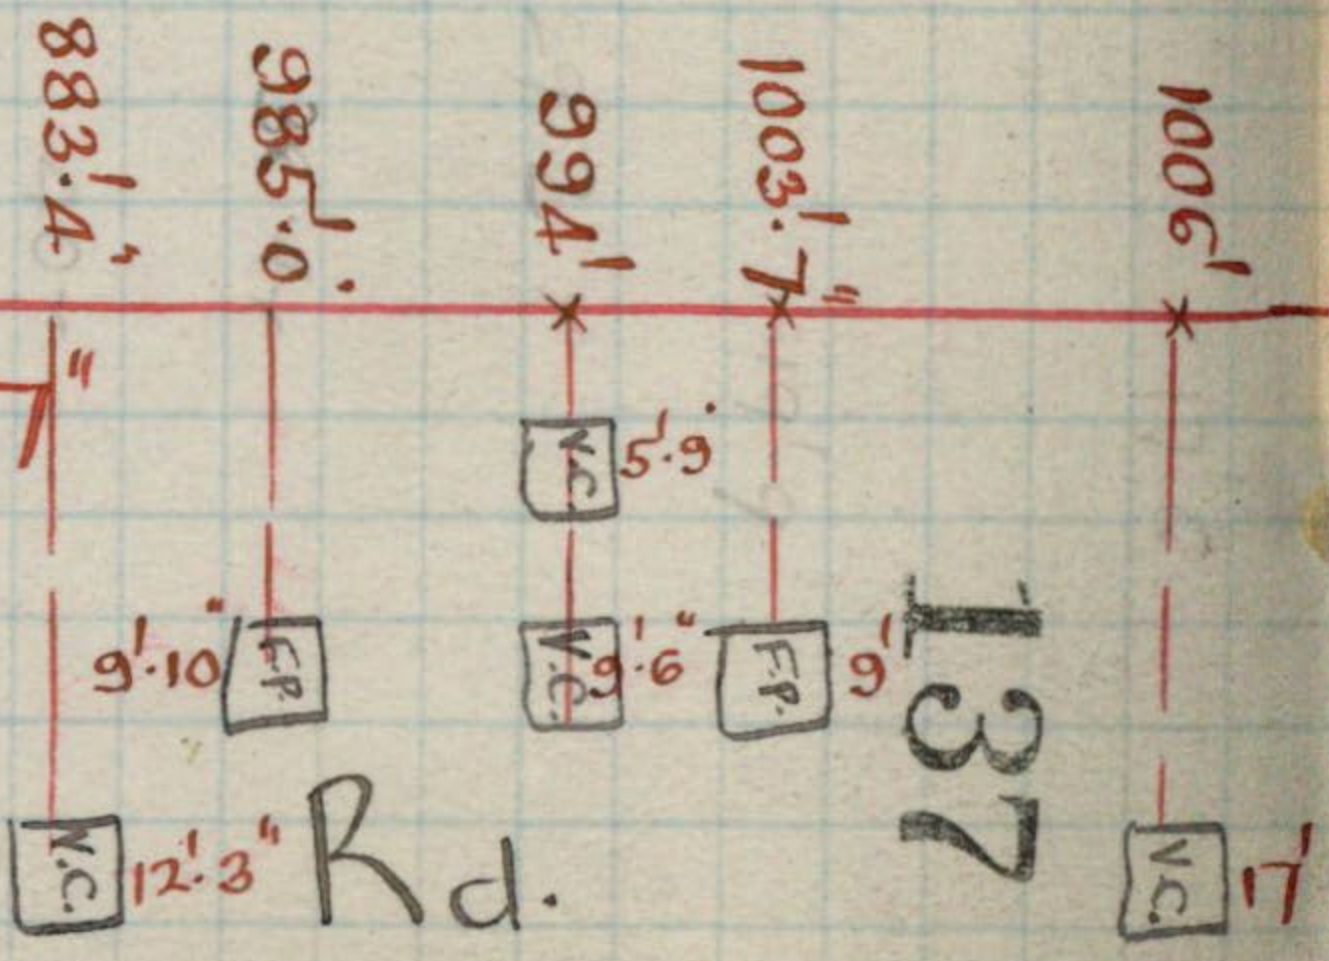 883'.4"
985'.0"
994'
1003'.7"
1006'
7"
V.C. 5'.9"
9'.10" F.P.
V.C. 9'.6"
F.P. 9'
137
V.C. 12'.3"
Rd.
V.C. 17'